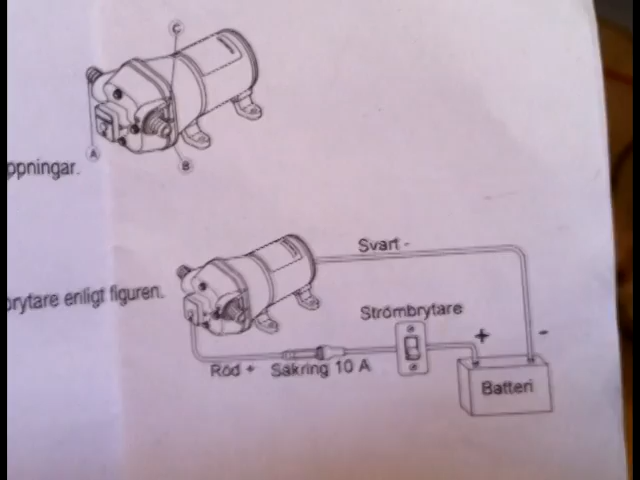 C
A
B
ppningar.
Svart -
brytare enligt figuren.
Strömbrytare
+ -
Röd + Säkring 10 A
Batteri